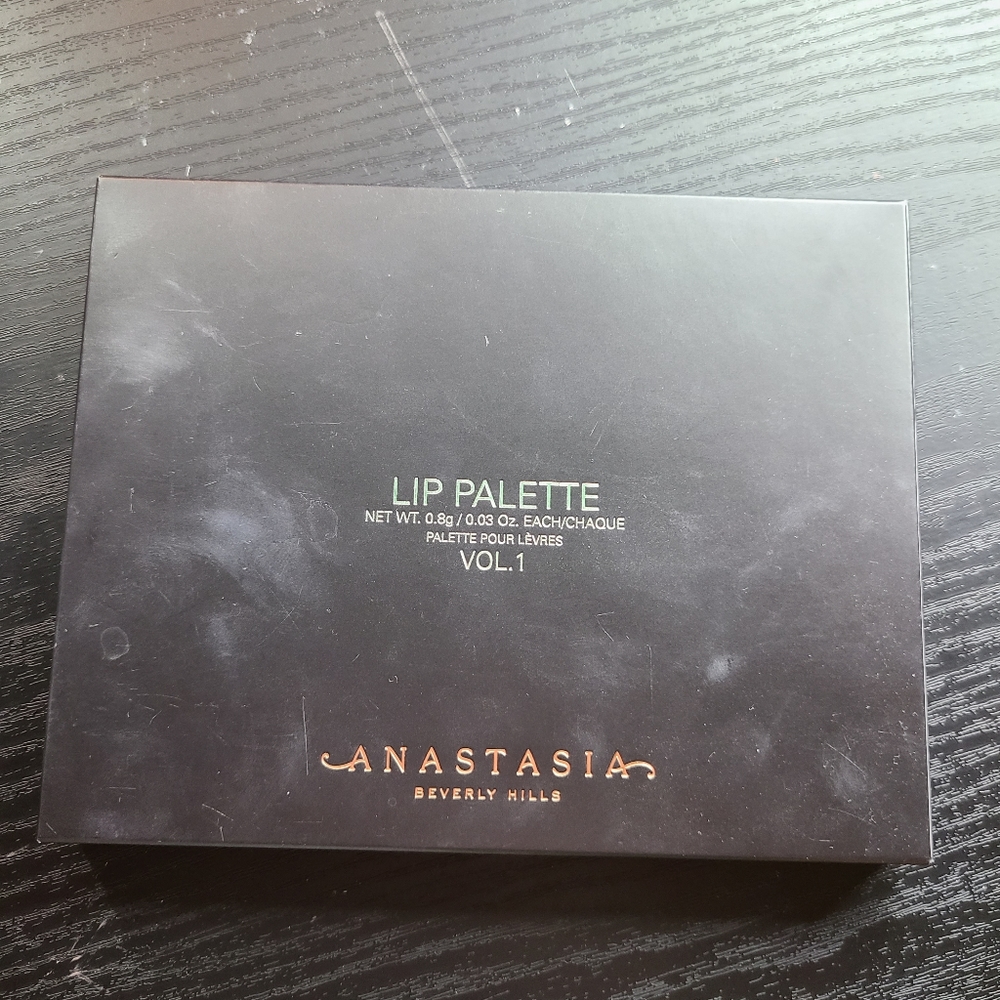 LIP PALETTE
NET WT. 0.8g / 0.03 Oz. EACH/CHAQUE
PALETTE POUR LÈVRES
VOL.1
ANASTASIA
BEVERLY HILLS